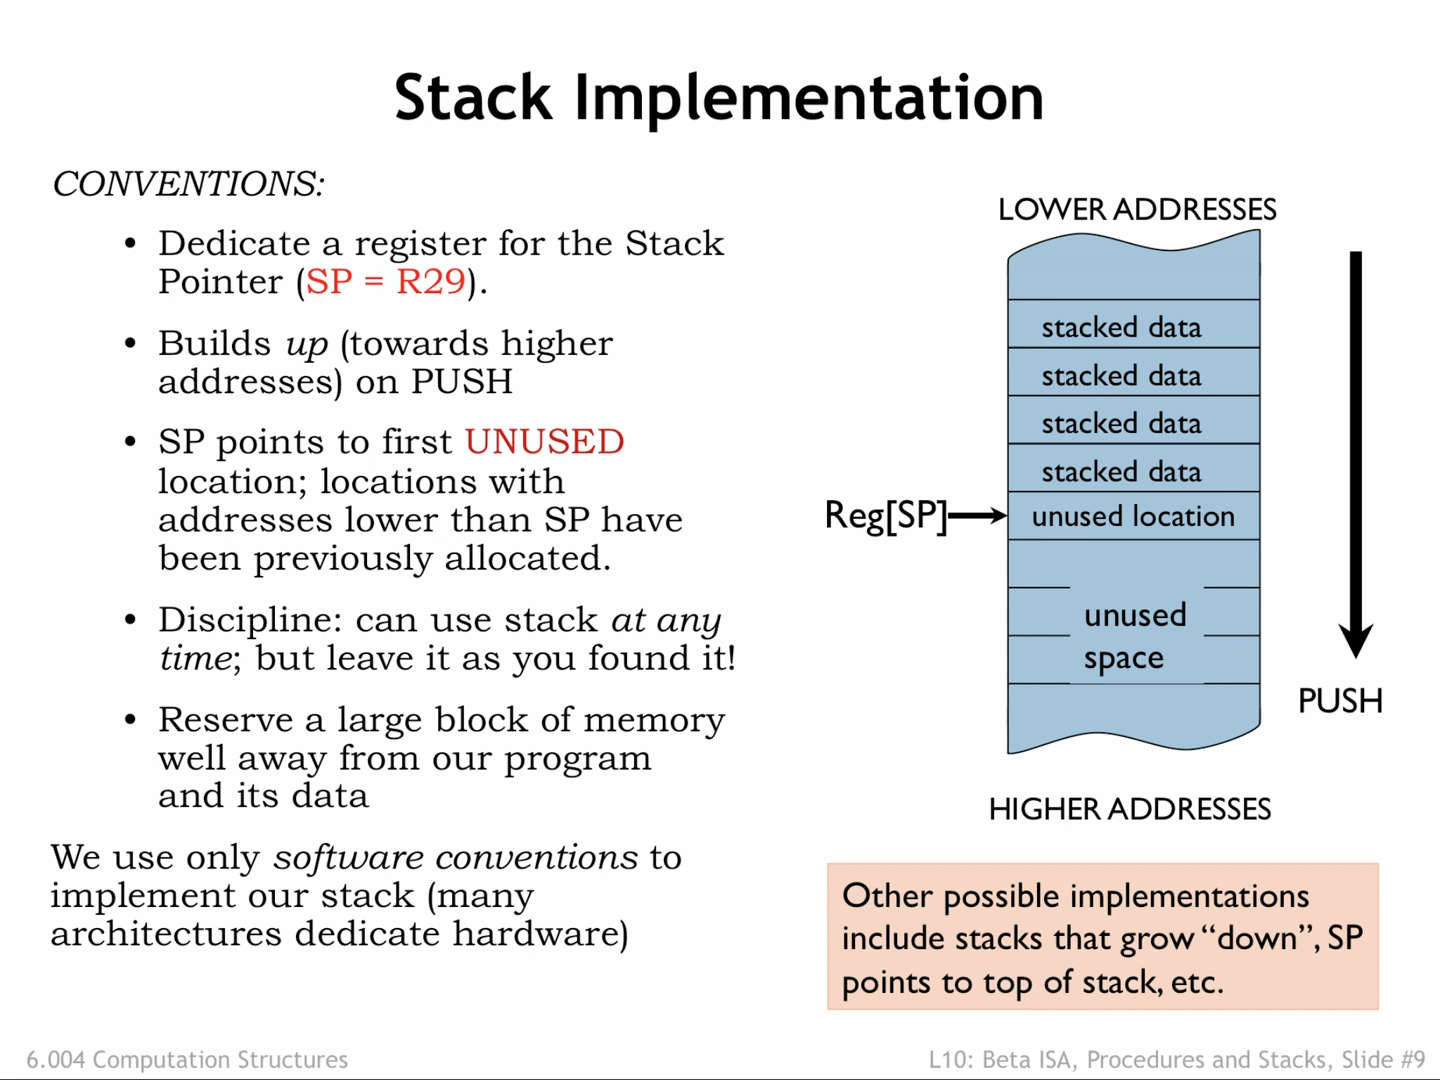 Stack Implementation
CONVENTIONS:
• Dedicate a register for the Stack
Pointer (SP = R29).
• Builds up (towards higher
addresses) on PUSH
• SP points to first UNUSED
location; locations with
addresses lower than SP have
been previously allocated.
• Discipline: can use stack at any
time; but leave it as you found it!
• Reserve a large block of memory
well away from our program
and its data
We use only software conventions to
implement our stack (many
architectures dedicate hardware)
LOWER ADDRESSES
stacked data
stacked data
stacked data
stacked data
Reg[SP]
unused location
unused
space
PUSH
HIGHER ADDRESSES
Other possible implementations
include stacks that grow “down”, SP
points to top of stack, etc.
6.004 Computation Structures
L10: Beta ISA, Procedures and Stacks, Slide #9